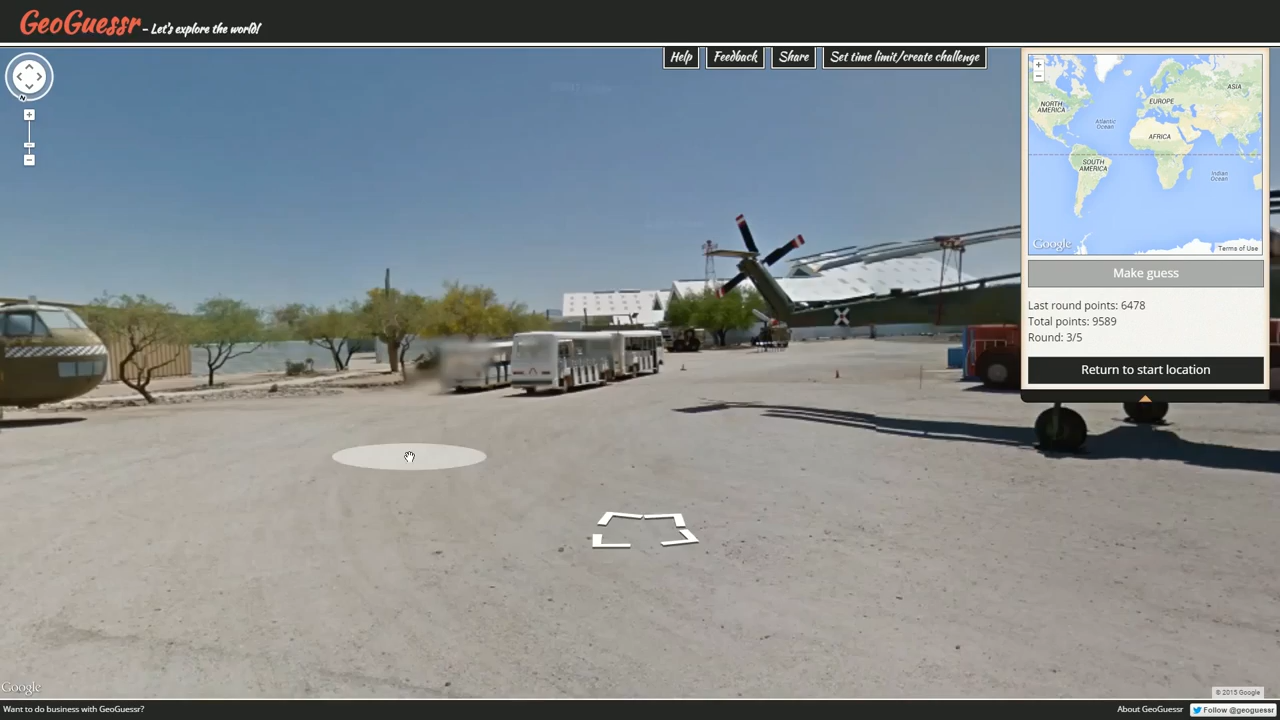 GeoGuessr - Let's explore the world!
Help
Feedback
Share
Set time limit/create challenge
+
−
N
+
−
NORTH AMERICA
EUROPE
ASIA
Atlantic Ocean
AFRICA
SOUTH AMERICA
Indian Ocean
Google
Terms of Use
Make guess
Last round points: 6478
Total points: 9589
Round: 3/5
Return to start location
Google
© 2015 Google
Want to do business with GeoGuessr?
About GeoGuessr
Follow @geoguessr